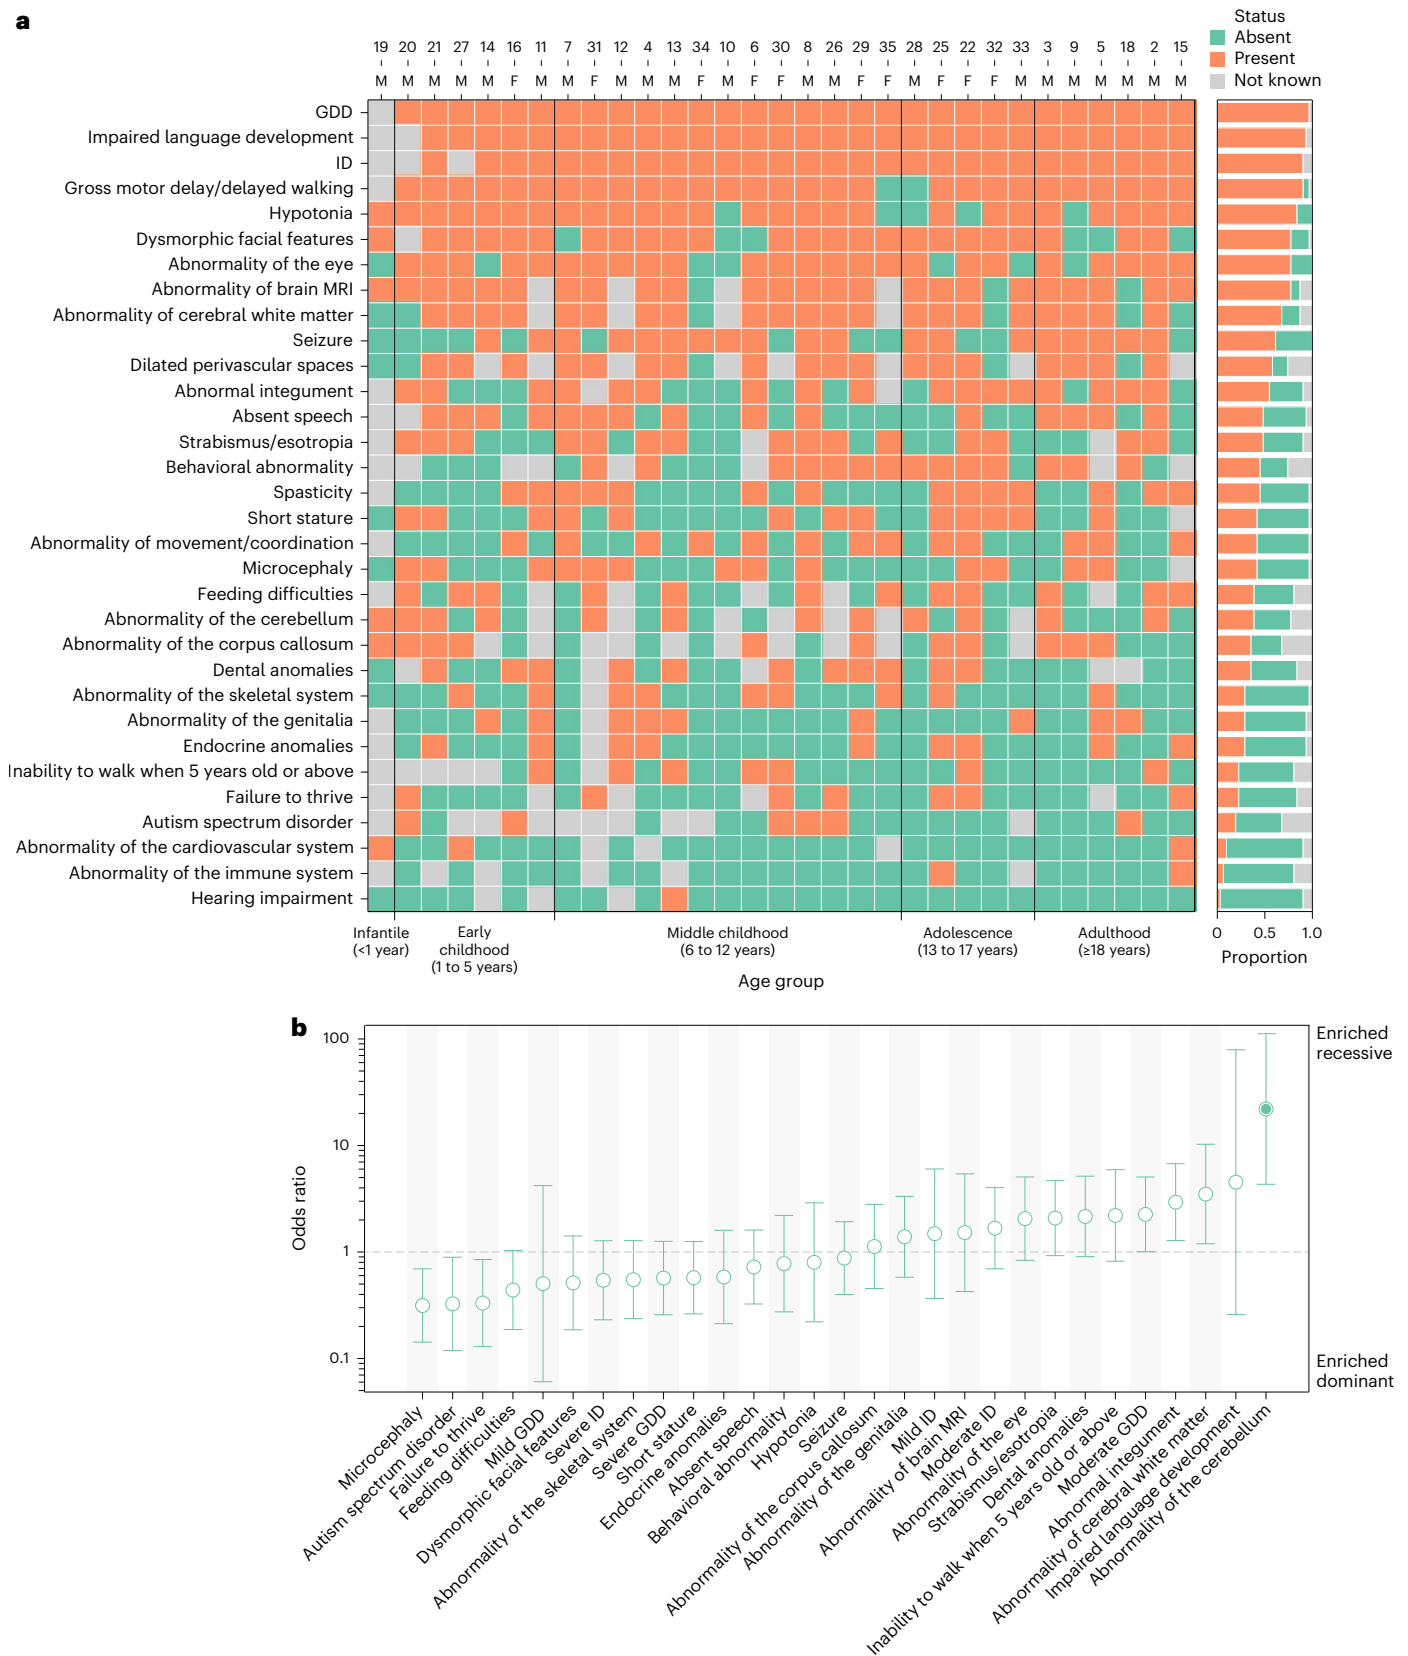 a
Status
Absent
Present
Not known
19 20 21 27 14 16 11 7 31 12 4 13 34 10 6 30 8 26 29 35 28 25 22 32 33 3 9 5 18 2 15
M M M M M F M M F M M M F M F F M M F F M F F F M M M M M M M
GDD
Impaired language development
ID
Gross motor delay/delayed walking
Hypotonia
Dysmorphic facial features
Abnormality of the eye
Abnormality of brain MRI
Abnormality of cerebral white matter
Seizure
Dilated perivascular spaces
Abnormal integument
Absent speech
Strabismus/esotropia
Behavioral abnormality
Spasticity
Short stature
Abnormality of movement/coordination
Microcephaly
Feeding difficulties
Abnormality of the cerebellum
Abnormality of the corpus callosum
Dental anomalies
Abnormality of the skeletal system
Abnormality of the genitalia
Endocrine anomalies
Inability to walk when 5 years old or above
Failure to thrive
Autism spectrum disorder
Abnormality of the cardiovascular system
Abnormality of the immune system
Hearing impairment
Infantile
(<1 year)
Early
childhood
(1 to 5 years)
Middle childhood
(6 to 12 years)
Adolescence
(13 to 17 years)
Adulthood
(≥18 years)
Age group
0 0.5 1.0
Proportion
b
100
10
1
0.1
Odds ratio
Enriched
recessive
Enriched
dominant
Microcephaly
Autism spectrum disorder
Failure to thrive
Feeding difficulties
Mild GDD
Dysmorphic facial features
Severe ID
Abnormality of the skeletal system
Severe GDD
Short stature
Endocrine anomalies
Absent speech
Behavioral abnormality
Hypotonia
Seizure
Abnormality of the corpus callosum
Abnormality of the genitalia
Mild ID
Abnormality of brain MRI
Moderate ID
Abnormality of the eye
Strabismus/esotropia
Dental anomalies
Inability to walk when 5 years old or above
Moderate GDD
Abnormal integument
Abnormality of cerebral white matter
Impaired language development
Abnormality of the cerebellum